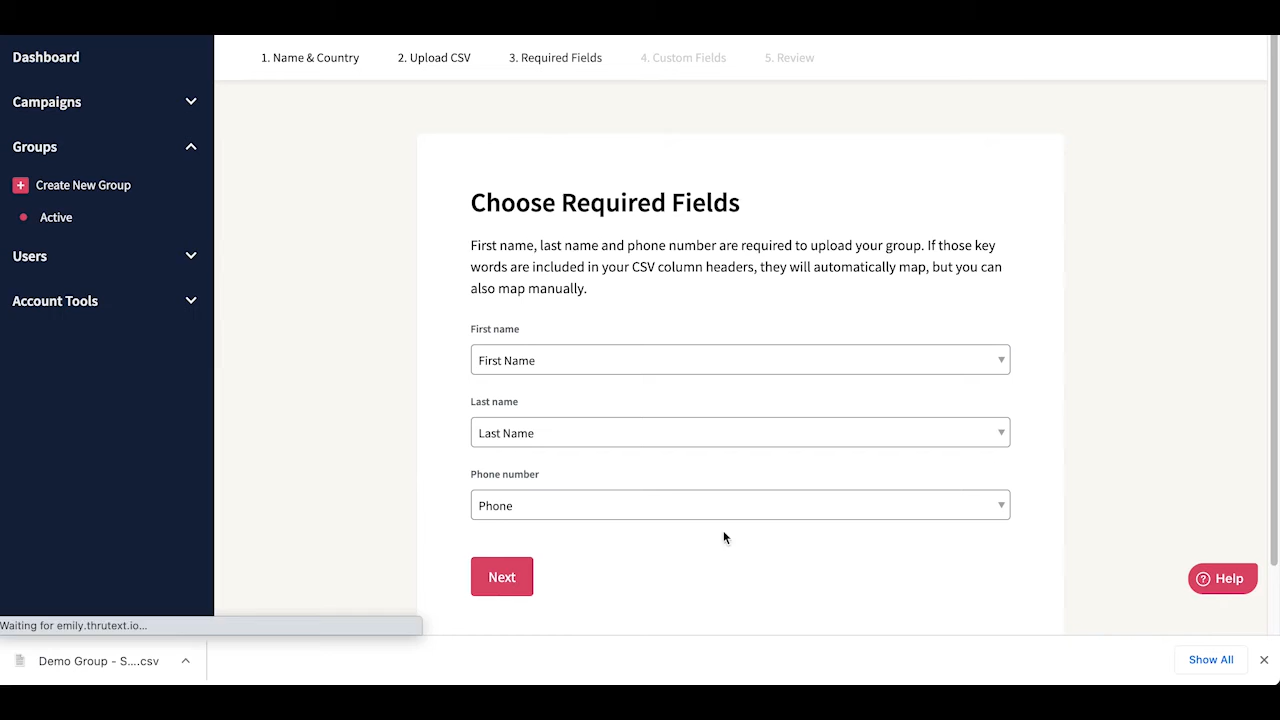 Dashboard
1. Name & Country
2. Upload CSV
3. Required Fields
4. Custom Fields
5. Review
Campaigns
Groups
Create New Group
Active
Users
Account Tools
Choose Required Fields
First name, last name and phone number are required to upload your group. If those key
words are included in your CSV column headers, they will automatically map, but you can
also map manually.
First name
First Name
Last name
Last Name
Phone number
Phone
Next
Help
Waiting for emily.thrutext.io...
Demo Group - S....csv
Show All